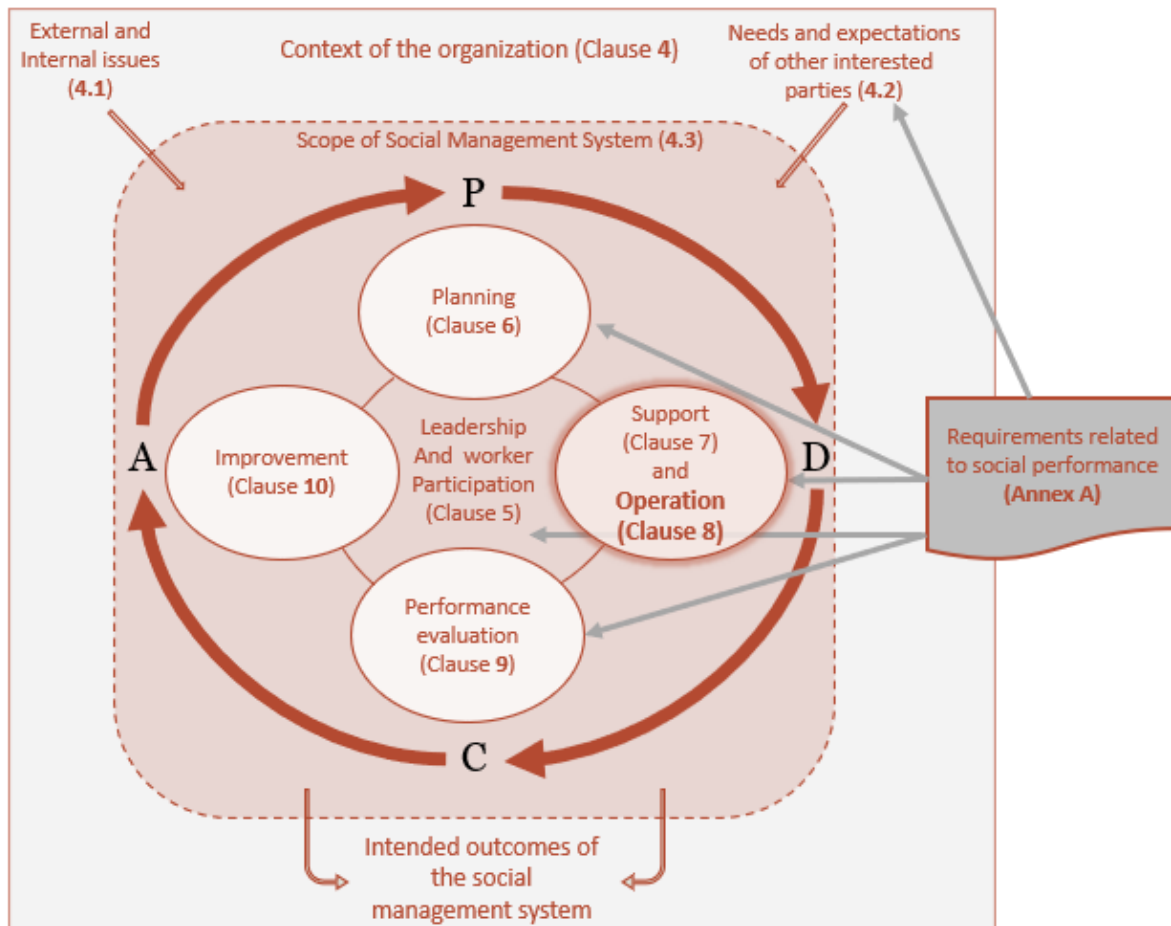 External and
Internal issues
(4.1)
Context of the organization (Clause 4)
Needs and expectations
of other interested
parties (4.2)
Scope of Social Management System (4.3)
P
Planning
(Clause 6)
A
Improvement
(Clause 10)
Leadership
And worker
Participation
(Clause 5)
Support
(Clause 7)
and
Operation
(Clause 8)
D
Requirements related
to social performance
(Annex A)
Performance
evaluation
(Clause 9)
C
Intended outcomes of
the social
management system